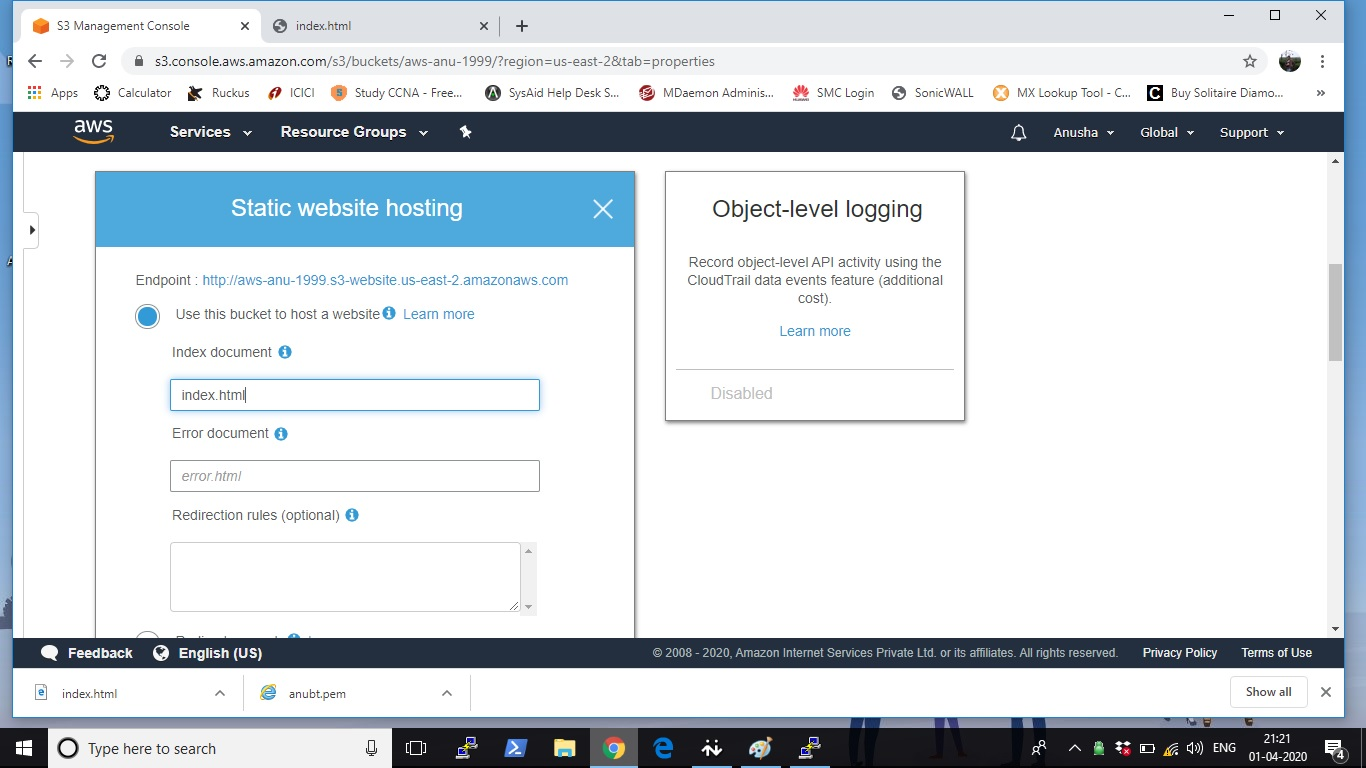 S3 Management Console
index.html
s3.console.aws.amazon.com/s3/buckets/aws-anu-1999/?region=us-east-2&tab=properties
Apps Calculator Ruckus ICICI Study CCNA - Free... SysAid Help Desk S... MDaemon Adminis... SMC Login SonicWALL MX Lookup Tool - C... Buy Solitaire Diamo... »
aws Services Resource Groups Anusha Global Support
Static website hosting
Endpoint : http://aws-anu-1999.s3-website.us-east-2.amazonaws.com
Use this bucket to host a website Learn more
Index document
index.html
Error document
error.html
Redirection rules (optional)
Object-level logging
Record object-level API activity using the
CloudTrail data events feature (additional
cost).
Learn more
Disabled
Feedback English (US) © 2008 - 2020, Amazon Internet Services Private Ltd. or its affiliates. All rights reserved. Privacy Policy Terms of Use
index.html anubt.pem Show all
Type here to search ENG 21:21
01-04-2020 4